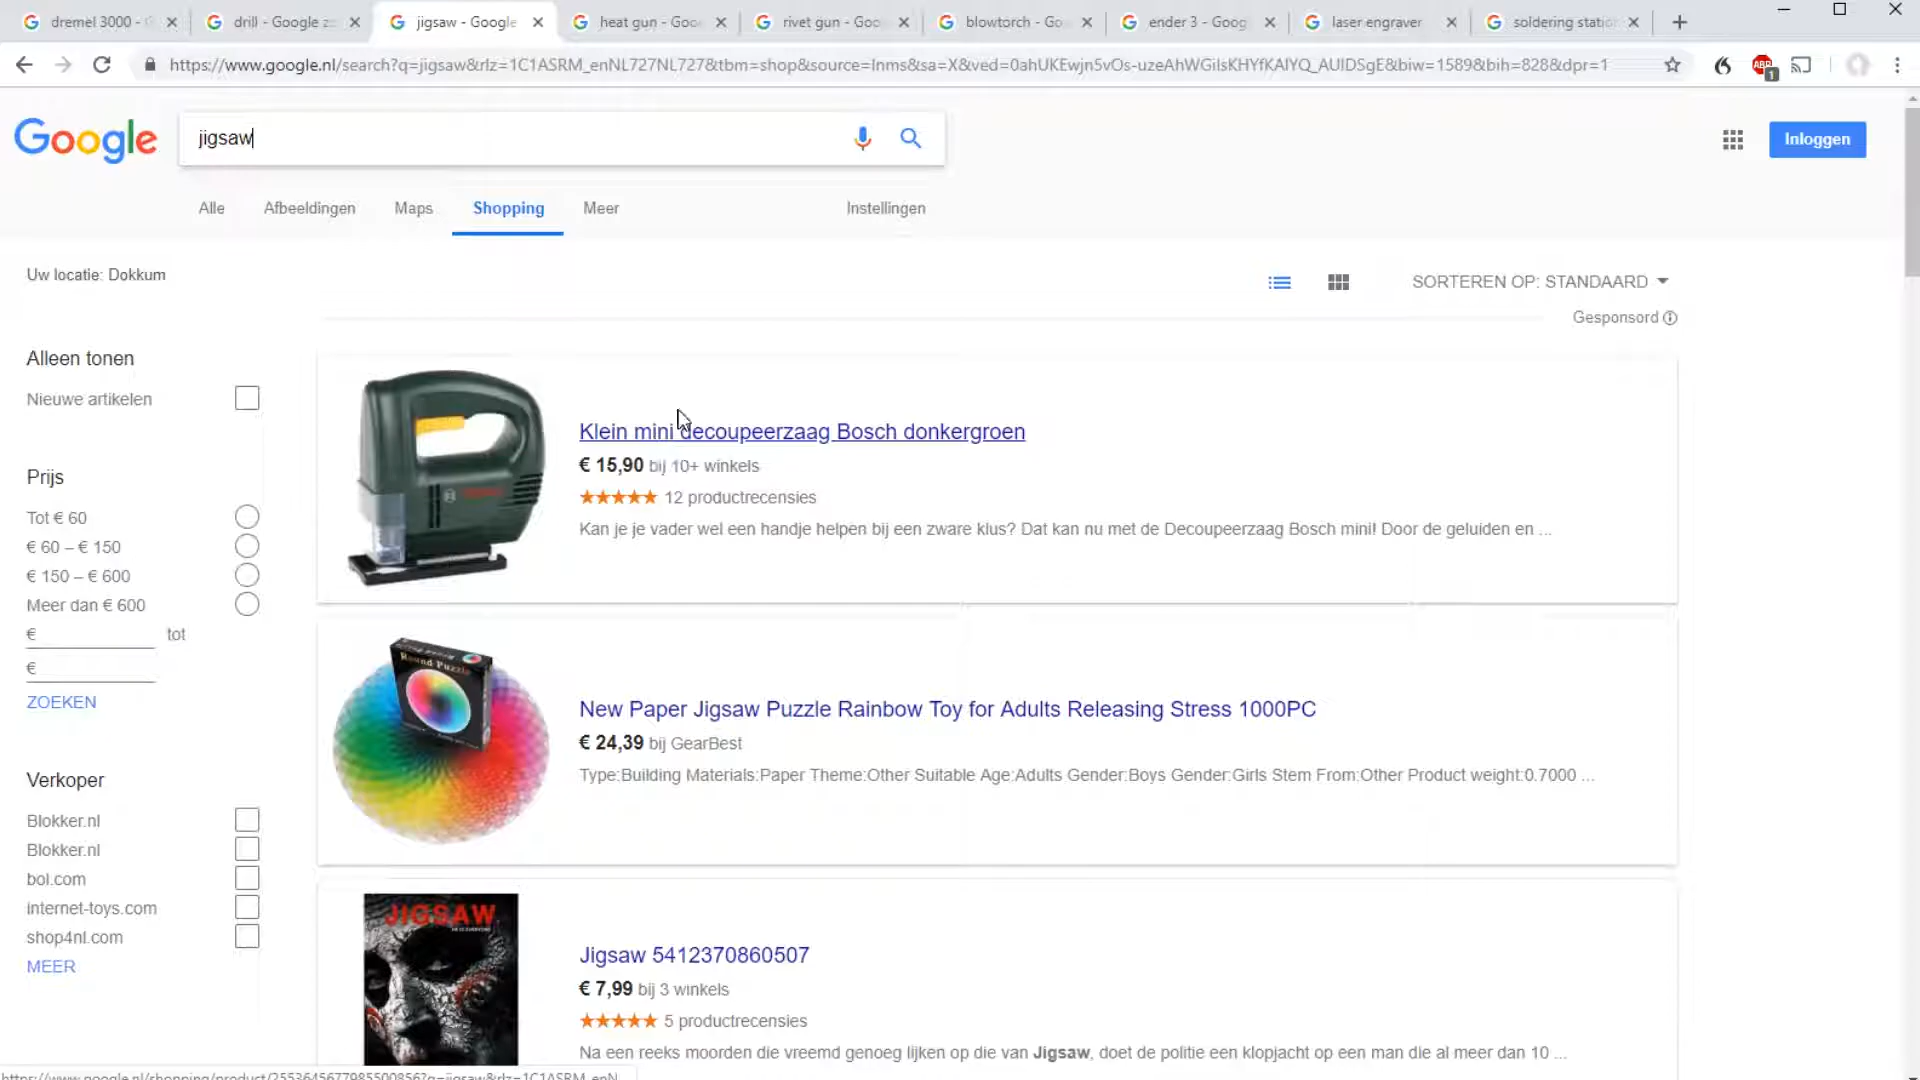 dremel 3000 -
drill - Google zo
jigsaw - Google
heat gun - Goo
rivet gun - Goo
blowtorch - Go
ender 3 - Goog
laser engraver
soldering station
https://www.google.nl/search?q=jigsaw&rlz=1C1ASRM_enNL727NL727&tbm=shop&source=lnms&sa=X&ved=0ahUKEwjn5vOs-uzeAhWGilsKHYfKAlYQ_AUIDSgE&biw=1589&bih=828&dpr=1
ABP
1
Google
jigsaw
Inloggen
Alle
Afbeeldingen
Maps
Shopping
Meer
Instellingen
Uw locatie: Dokkum
SORTEREN OP: STANDAARD
Gesponsord
Alleen tonen
Nieuwe artikelen
Prijs
Tot € 60
€ 60 – € 150
€ 150 – € 600
Meer dan € 600
€ tot
€
ZOEKEN
Verkoper
Blokker.nl
Blokker.nl
bol.com
internet-toys.com
shop4nl.com
MEER
Klein mini decoupeerzaag Bosch donkergroen
€ 15,90 bij 10+ winkels
12 productrecensies
Kan je je vader wel een handje helpen bij een zware klus? Dat kan nu met de Decoupeerzaag Bosch mini! Door de geluiden en ...
Round Puzzle
New Paper Jigsaw Puzzle Rainbow Toy for Adults Releasing Stress 1000PC
€ 24,39 bij GearBest
Type:Building Materials:Paper Theme:Other Suitable Age:Adults Gender:Boys Gender:Girls Stem From:Other Product weight:0.7000 ...
JIGSAW
Jigsaw 5412370860507
€ 7,99 bij 3 winkels
5 productrecensies
Na een reeks moorden die vreemd genoeg lijken op die van Jigsaw, doet de politie een klopjacht op een man die al meer dan 10 ...